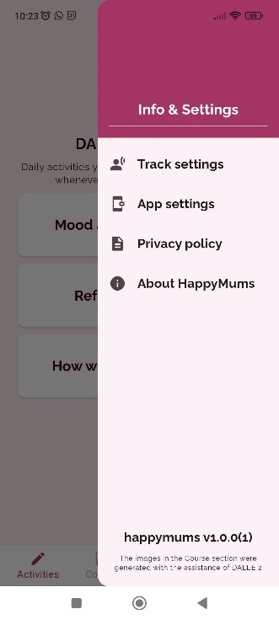 10:23
Info & Settings
DA
Daily activities y
wheneve
Track settings
App settings
Mood
Privacy policy
Ref
About HappyMums
How w
happymums v1.0.0(1)
The images in the Course section were
generated with the assistance of DALLE 2
Activities
Co